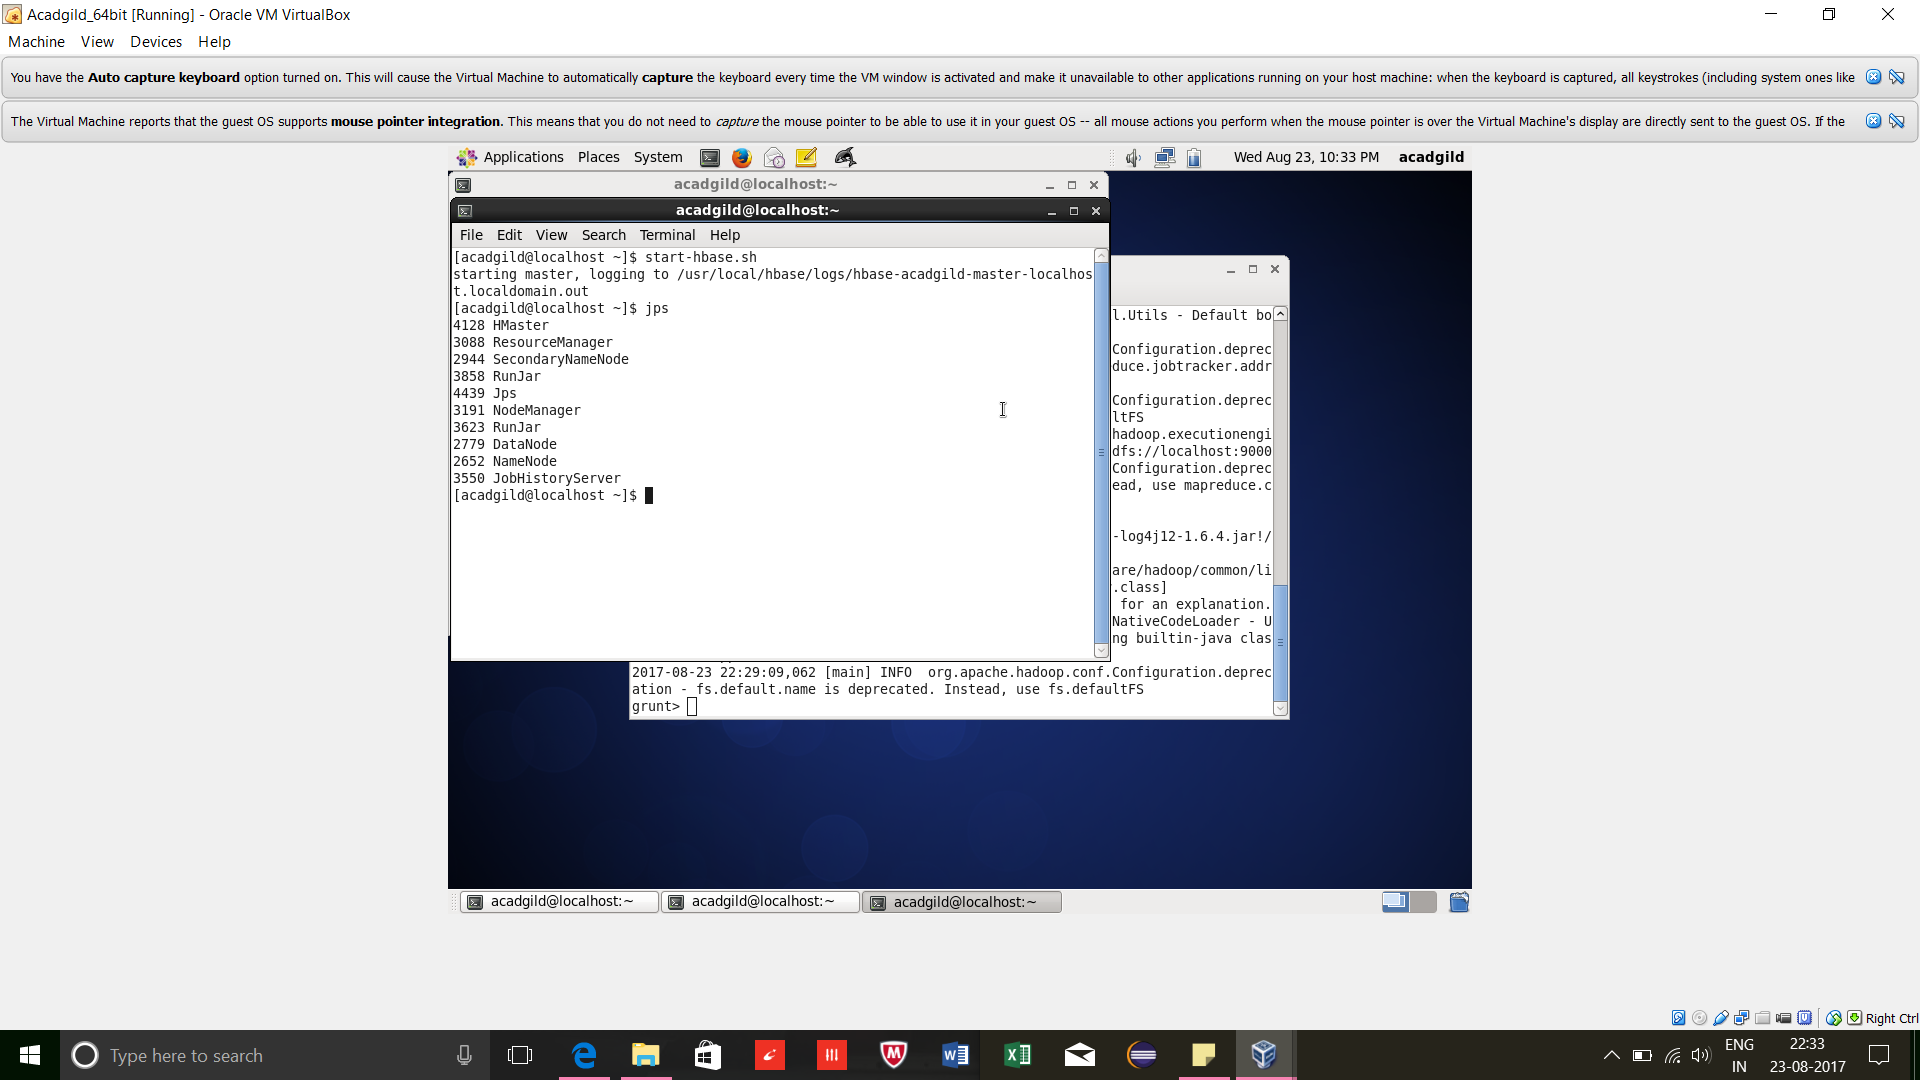 Acadgild_64bit [Running] - Oracle VM VirtualBox
Machine View Devices Help
You have the Auto capture keyboard option turned on. This will cause the Virtual Machine to automatically capture the keyboard every time the VM window is activated and make it unavailable to other applications running on your host machine: when the keyboard is captured, all keystrokes (including system ones like
The Virtual Machine reports that the guest OS supports mouse pointer integration. This means that you do not need to capture the mouse pointer to be able to use it in your guest OS -- all mouse actions you perform when the mouse pointer is over the Virtual Machine's display are directly sent to the guest OS. If the
Applications Places System Wed Aug 23, 10:33 PM acadgild
acadgild@localhost:~
acadgild@localhost:~
File Edit View Search Terminal Help
[acadgild@localhost ~]$ start-hbase.sh
starting master, logging to /usr/local/hbase/logs/hbase-acadgild-master-localhos
t.localdomain.out
[acadgild@localhost ~]$ jps
4128 HMaster
3088 ResourceManager
2944 SecondaryNameNode
3858 RunJar
4439 Jps
3191 NodeManager
3623 RunJar
2779 DataNode
2652 NameNode
3550 JobHistoryServer
[acadgild@localhost ~]$
l.Utils - Default bo
Configuration.deprec
duce.jobtracker.addr
Configuration.deprec
ltFS
hadoop.executionengi
dfs://localhost:9000
Configuration.deprec
ead, use mapreduce.c
-log4j12-1.6.4.jar!/
are/hadoop/common/li
.class]
for an explanation.
NativeCodeLoader - U
ng builtin-java clas
2017-08-23 22:29:09,062 [main] INFO  org.apache.hadoop.conf.Configuration.deprec
ation - fs.default.name is deprecated. Instead, use fs.defaultFS
grunt>
acadgild@localhost:~ acadgild@localhost:~ acadgild@localhost:~
Right Ctrl
Type here to search
ENG
IN
22:33
23-08-2017